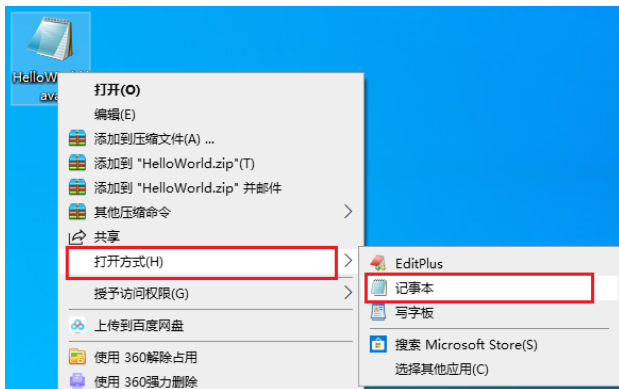 HelloW
ava
打开(O)
编辑(E)
添加到压缩文件(A) ...
添加到 "HelloWorld.zip"(T)
添加到 "HelloWorld.zip" 并邮件
其他压缩命令
共享
打开方式(H)
授予访问权限(G)
上传到百度网盘
使用 360解除占用
使用 360强力删除
EditPlus
记事本
写字板
搜索 Microsoft Store(S)
选择其他应用(C)